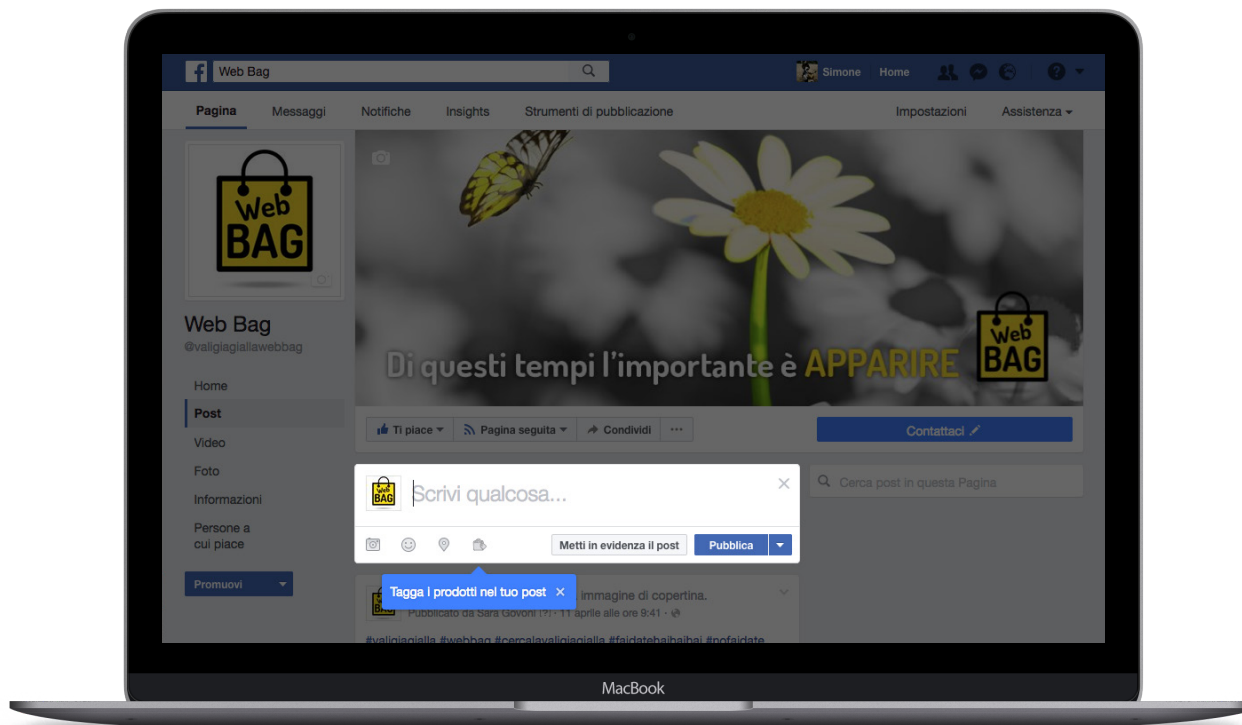 Web Bag
Simone
Home
Pagina
Messaggi
Notifiche
Insights
Strumenti di pubblicazione
Impostazioni
Assistenza
Web
BAG
Web Bag
@valigiagiallawebbag
Home
Post
Video
Foto
Informazioni
Persone a
cui piace
Promuovi
Di questi tempi l'importante è APPARIRE
Web
BAG
Ti piace
Pagina seguita
Condividi
Contattaci
Web
BAG
Scrivi qualcosa...
Cerca post in questa Pagina
Metti in evidenza il post
Pubblica
Tagga i prodotti nel tuo post
immagine di copertina.
Pubblicato da Sara Govoni [?] · 11 aprile alle ore 9:41 ·
#valigiagialla #webbag #cercalavaligiagialla #faidatebaibaibai #nofaidate
MacBook